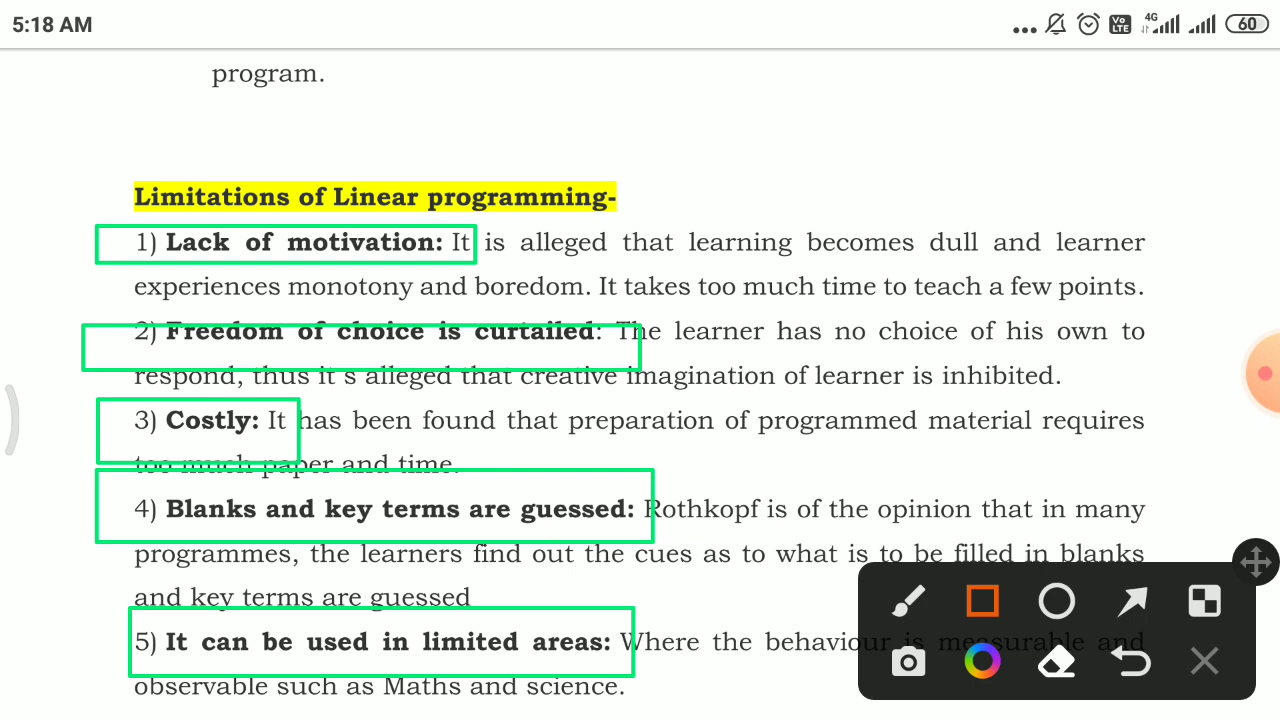 5:18 AM
... Vo LTE 4G 60
program.
Limitations of Linear programming-
1) Lack of motivation: It is alleged that learning becomes dull and learner
experiences monotony and boredom. It takes too much time to teach a few points.
2) Freedom of choice is curtailed: The learner has no choice of his own to
respond, thus it s alleged that creative imagination of learner is inhibited.
3) Costly: It has been found that preparation of programmed material requires
too much paper and time.
4) Blanks and key terms are guessed: Rothkopf is of the opinion that in many
programmes, the learners find out the cues as to what is to be filled in blanks
and key terms are guessed
5) It can be used in limited areas: Where the behaviour is measurable and
observable such as Maths and science.